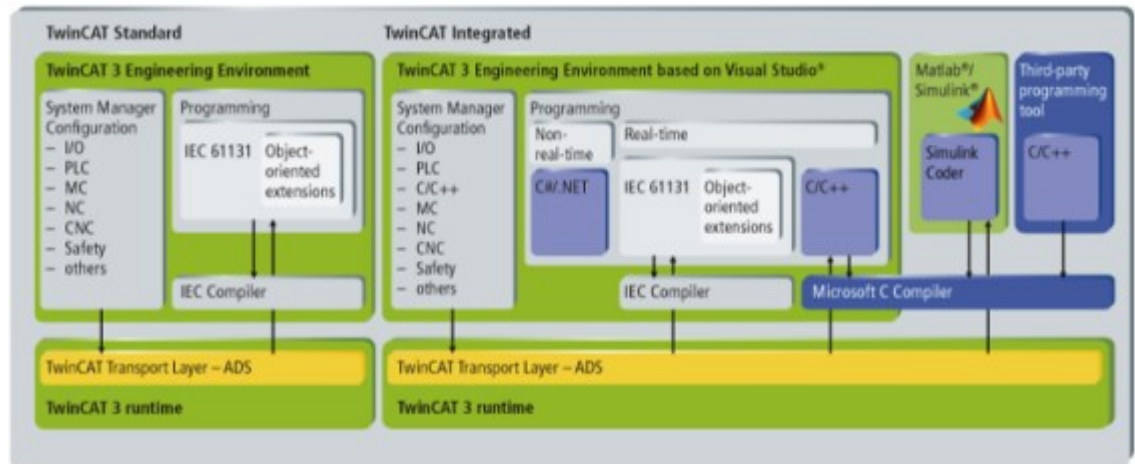 TwinCAT Standard
TwinCAT 3 Engineering Environment
System Manager
Configuration
– I/O
– PLC
– MC
– NC
– CNC
– Safety
– others
Programming
IEC 61131
Object-
oriented
extensions
IEC Compiler
TwinCAT Transport Layer – ADS
TwinCAT 3 runtime
TwinCAT Integrated
TwinCAT 3 Engineering Environment based on Visual Studio®
System Manager
Configuration
– I/O
– PLC
– C/C++
– MC
– NC
– CNC
– Safety
– others
Programming
Non-
real-time
C#/.NET
Real-time
IEC 61131
Object-
oriented
extensions
C/C++
IEC Compiler
Matlab®/
Simulink®
Simulink
Coder
Third-party
programming
tool
C/C++
Microsoft C Compiler
TwinCAT Transport Layer – ADS
TwinCAT 3 runtime